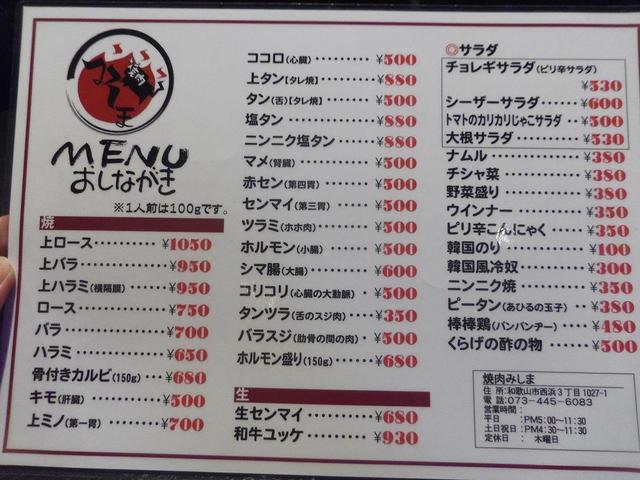 焼肉
みしま
MENU
おしながき
※1人前は100gです。
焼
上ロース・・・・・・・・・・¥1050
上バラ・・・・・・・・・・¥950
上ハラミ(横隔膜)・・・・¥950
ロース・・・・・・・・・・¥750
バラ・・・・・・・・・・¥700
ハラミ・・・・・・・・・・¥650
骨付きカルビ(150g)・・・¥680
キモ(肝臓)・・・・・・・¥500
上ミノ(第一胃)・・・・¥700
ココロ(心臓)・・・・・・・・¥500
上タン【タレ焼】・・・・・・¥880
タン(舌)【タレ焼】・・・・¥500
塩タン・・・・・・・・・・¥880
ニンニク塩タン・・・・・・¥880
マメ(腎臓)・・・・・・・・¥500
赤セン(第四胃)・・・・・・¥500
センマイ(第三胃)・・・・¥500
ツラミ(ホホ肉)・・・・・・¥500
ホルモン(小腸)・・・・・・¥500
シマ腸(大腸)・・・・・・¥600
コリコリ(心臓の大動脈)・¥500
タンツラ(舌のスジ肉)・・・¥350
バラスジ(肋骨の間の肉)・¥500
ホルモン盛り(150g)・・・・¥680
生
生センマイ・・・・・・・・¥680
和牛ユッケ・・・・・・・・¥930
◎サラダ
チョレギサラダ(ピリ辛サラダ)
¥530
シーザーサラダ・・・・・¥600
トマトのカリカリじゃこサラダ・・¥500
大根サラダ・・・・・・・¥530
ナムル・・・・・・・・・・¥380
チシャ菜・・・・・・・・¥380
野菜盛り・・・・・・・・¥380
ウインナー・・・・・・・¥350
ピリ辛こんにゃく・・・・¥350
韓国のり・・・・・・・・¥100
韓国風冷奴・・・・・・・¥300
ニンニク焼・・・・・・・¥350
ピータン(あひるの玉子)・・・¥380
棒棒鶏(バンバンヂー)・・・・¥480
くらげの酢の物・・・・・¥500
焼肉みしま
住所:和歌山市西浜3丁目1027-1
電話:073-445-6083
営業時間:
平日 :PM5:00〜11:30
土日祝日:PM4:30〜11:30
定休日 : 木曜日